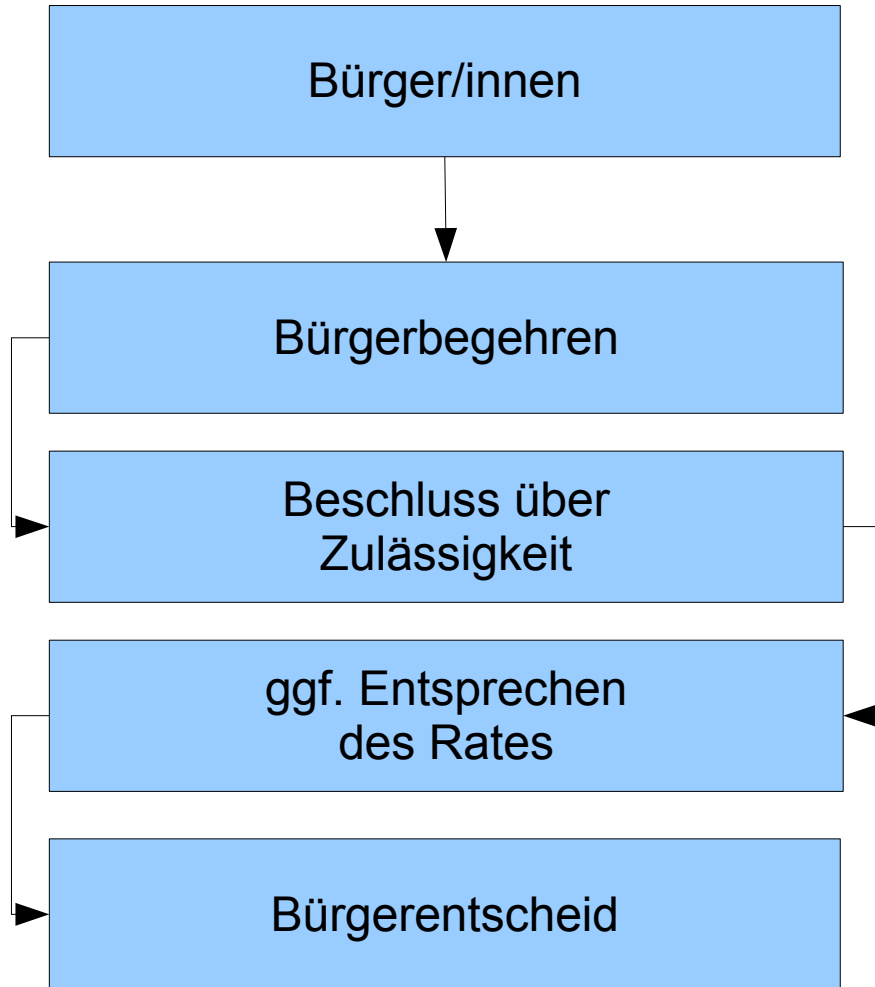 Bürger/innen
Bürgerbegehren
Beschluss über
Zulässigkeit
ggf. Entsprechen
des Rates
Bürgerentscheid